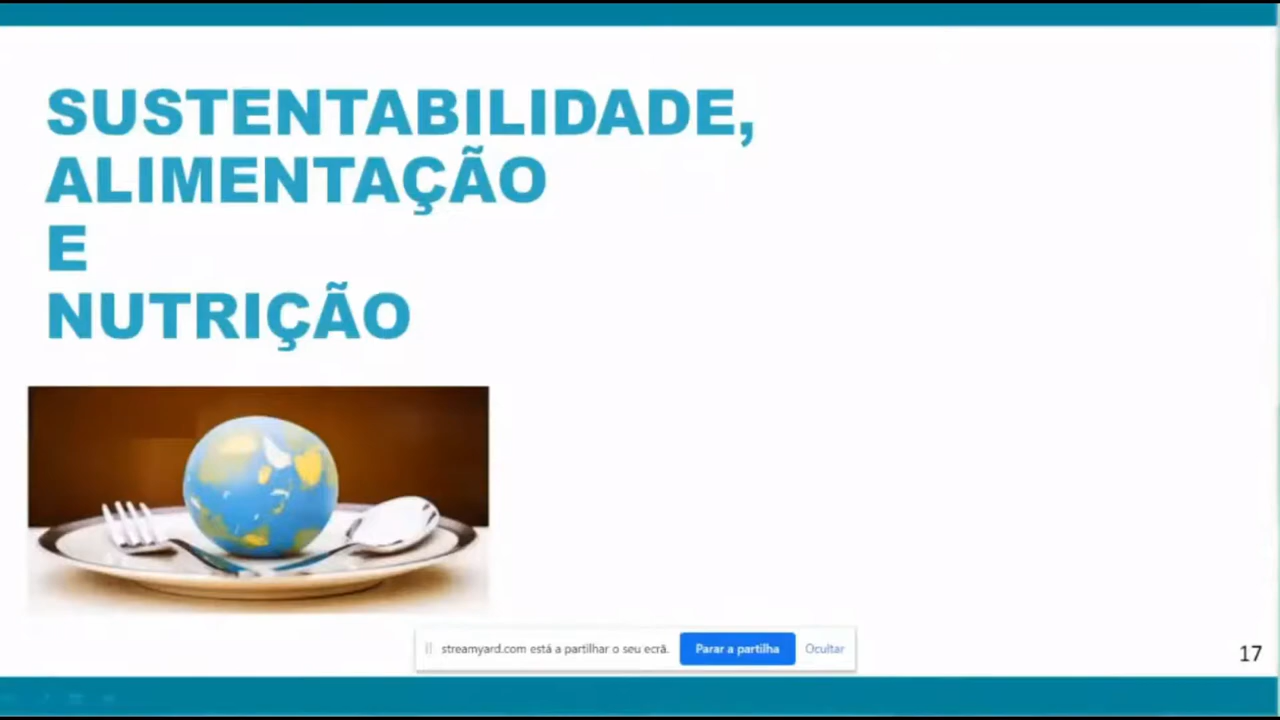 SUSTENTABILIDADE,
ALIMENTAÇÃO
E
NUTRIÇÃO
streamyard.com está a partilhar o seu ecrã. Parar a partilha Ocultar
17